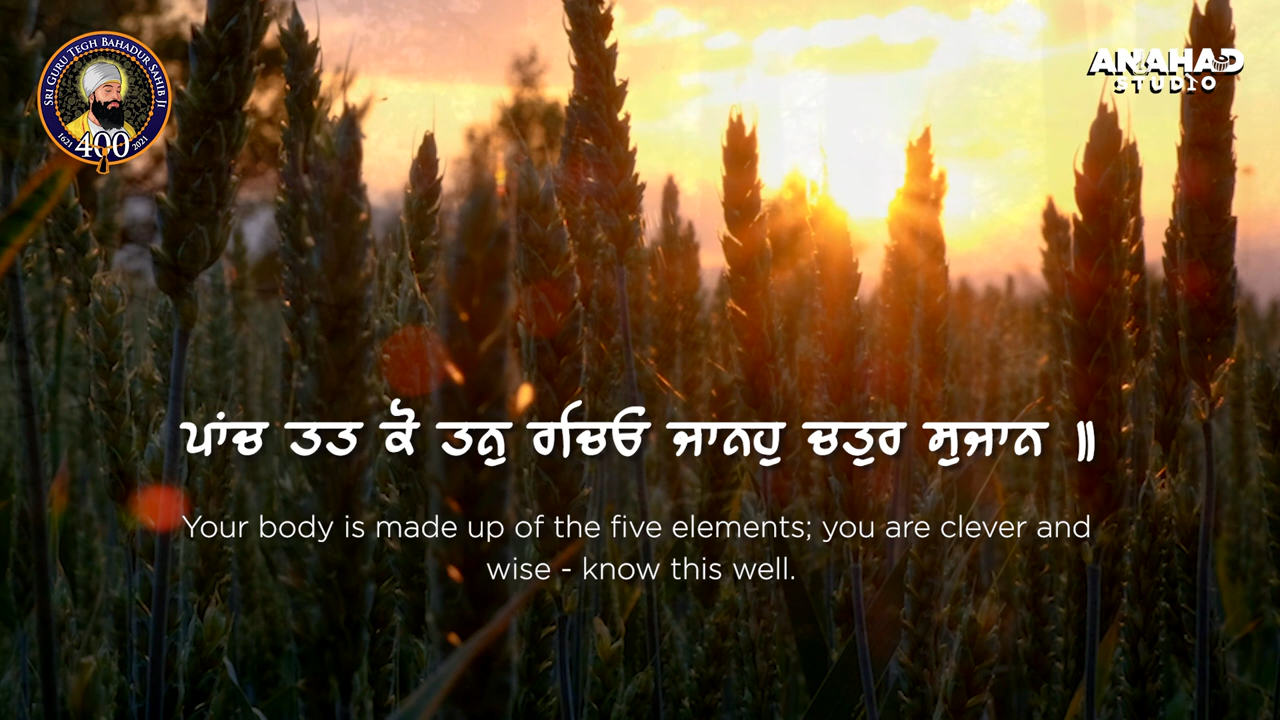 SRI GURU TEGH BAHADUR SAHIB JI
1621 400 2021
ANAHAD
STUDIO
ਪਾਂਚ ਤਤ ਕੋ ਤਨੁ ਰਚਿਓ ਜਾਨਹੁ ਚਤੁਰ ਸੁਜਾਨ ॥
Your body is made up of the five elements; you are clever and
wise - know this well.